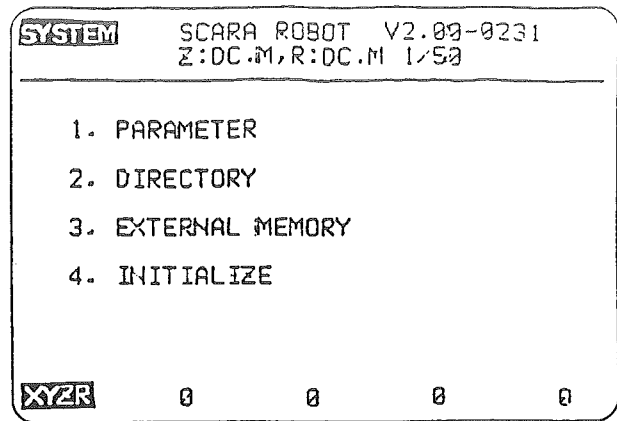 SYSTEM SCARA ROBOT V2.00-0231
Z:DC.M,R:DC.M 1/50
1. PARAMETER
2. DIRECTORY
3. EXTERNAL MEMORY
4. INITIALIZE
XYZR 0 0 0 0